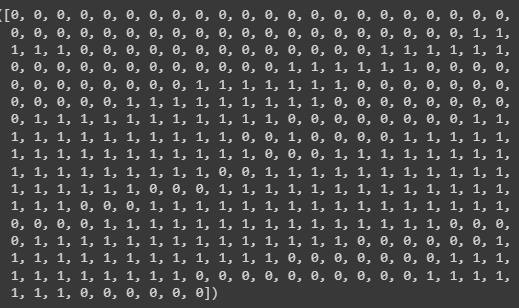 ([0, 0, 0, 0, 0, 0, 0, 0, 0, 0, 0, 0, 0, 0, 0, 0, 0, 0, 0, 0, 0, 0,
0, 0, 0, 0, 0, 0, 0, 0, 0, 0, 0, 0, 0, 0, 0, 0, 0, 0, 0, 0, 1, 1,
1, 1, 1, 0, 0, 0, 0, 0, 0, 0, 0, 0, 0, 0, 0, 0, 1, 1, 1, 1, 1, 1,
0, 0, 0, 0, 0, 0, 0, 0, 0, 0, 0, 0, 1, 1, 1, 1, 1, 1, 0, 0, 0, 0,
0, 0, 0, 0, 0, 0, 0, 0, 1, 1, 1, 1, 1, 1, 1, 0, 0, 0, 0, 0, 0, 0,
0, 0, 0, 0, 0, 1, 1, 1, 1, 1, 1, 1, 1, 1, 0, 0, 0, 0, 0, 0, 0, 0,
0, 1, 1, 1, 1, 1, 1, 1, 1, 1, 1, 1, 0, 0, 0, 0, 0, 0, 0, 0, 1, 1,
1, 1, 1, 1, 1, 1, 1, 1, 1, 1, 0, 0, 1, 0, 0, 0, 0, 1, 1, 1, 1, 1,
1, 1, 1, 1, 1, 1, 1, 1, 1, 1, 1, 0, 0, 0, 1, 1, 1, 1, 1, 1, 1, 1,
1, 1, 1, 1, 1, 1, 1, 1, 1, 0, 0, 1, 1, 1, 1, 1, 1, 1, 1, 1, 1, 1,
1, 1, 1, 1, 1, 1, 0, 0, 0, 1, 1, 1, 1, 1, 1, 1, 1, 1, 1, 1, 1, 1,
1, 1, 1, 0, 0, 0, 1, 1, 1, 1, 1, 1, 1, 1, 1, 1, 1, 1, 1, 1, 1, 1,
0, 0, 0, 0, 1, 1, 1, 1, 1, 1, 1, 1, 1, 1, 1, 1, 1, 1, 1, 0, 0, 0,
0, 1, 1, 1, 1, 1, 1, 1, 1, 1, 1, 1, 1, 1, 1, 0, 0, 0, 0, 0, 0, 1,
1, 1, 1, 1, 1, 1, 1, 1, 1, 1, 1, 1, 0, 0, 0, 0, 0, 0, 0, 1, 1, 1,
1, 1, 1, 1, 1, 1, 1, 1, 0, 0, 0, 0, 0, 0, 0, 0, 0, 0, 1, 1, 1, 1,
1, 1, 1, 0, 0, 0, 0, 0, 0])